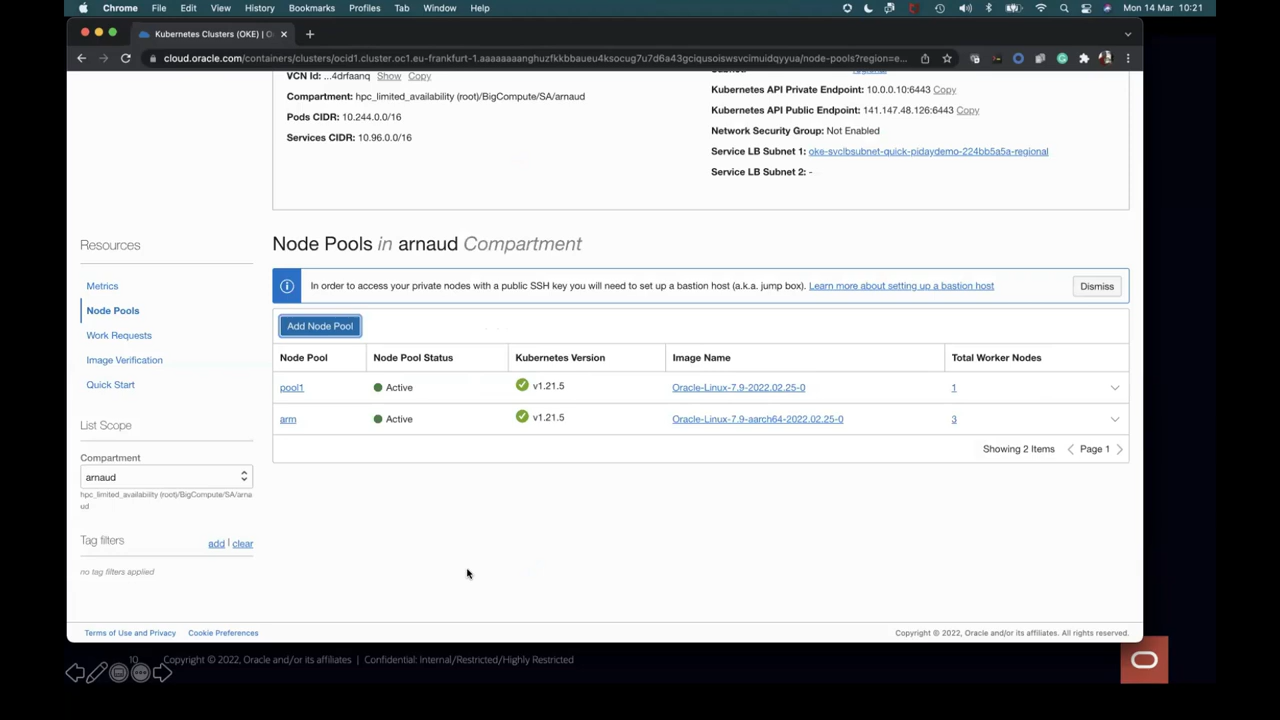 Chrome File Edit View History Bookmarks Profiles Tab Window Help Mon 14 Mar 10:21
Kubernetes Clusters (OKE) | O
cloud.oracle.com/containers/clusters/ocid1.cluster.oc1.eu-frankfurt-1.aaaaaaaanghuzfkkbbaueu4ksocug7u7d6a43gciqusoiswsvcimuidqyyua/node-pools?region=e...
VCN Id: ...4drfaanq Show Copy
Compartment: hpc_limited_availability (root)/BigCompute/SA/arnaud
Pods CIDR: 10.244.0.0/16
Services CIDR: 10.96.0.0/16
Kubernetes API Private Endpoint: 10.0.0.10:6443 Copy
Kubernetes API Public Endpoint: 141.147.48.126:6443 Copy
Network Security Group: Not Enabled
Service LB Subnet 1: oke-svclbsubnet-quick-pidaydemo-224bb5a5a-regional
Service LB Subnet 2: -
Resources
Metrics
Node Pools
Work Requests
Image Verification
Quick Start
List Scope
Compartment
arnaud
hpc_limited_availability (root)/BigCompute/SA/arna
ud
Tag filters add | clear
no tag filters applied
Node Pools in arnaud Compartment
In order to access your private nodes with a public SSH key you will need to set up a bastion host (a.k.a. jump box). Learn more about setting up a bastion host Dismiss
Add Node Pool
Node Pool Node Pool Status Kubernetes Version Image Name Total Worker Nodes
pool1 Active v1.21.5 Oracle-Linux-7.9-2022.02.25-0 1
arm Active v1.21.5 Oracle-Linux-7.9-aarch64-2022.02.25-0 3
Showing 2 Items Page 1
Terms of Use and Privacy Cookie Preferences Copyright © 2022, Oracle and/or its affiliates. All rights reserved.
10 Copyright © 2022, Oracle and/or its affiliates | Confidential: Internal/Restricted/Highly Restricted